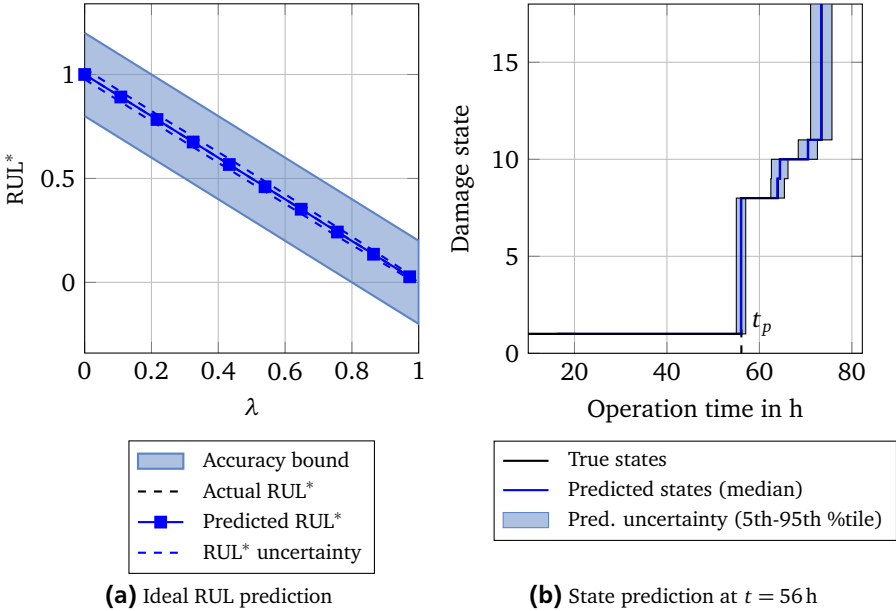 1
0.5
0
RUL*
0
0.2
0.4
0.6
0.8
1
λ
Accuracy bound
Actual RUL*
Predicted RUL*
RUL* uncertainty
(a) Ideal RUL prediction
15
10
5
0
Damage state
t_p
20
40
60
80
Operation time in h
True states
Predicted states (median)
Pred. uncertainty (5th-95th %tile)
(b) State prediction at t = 56 h